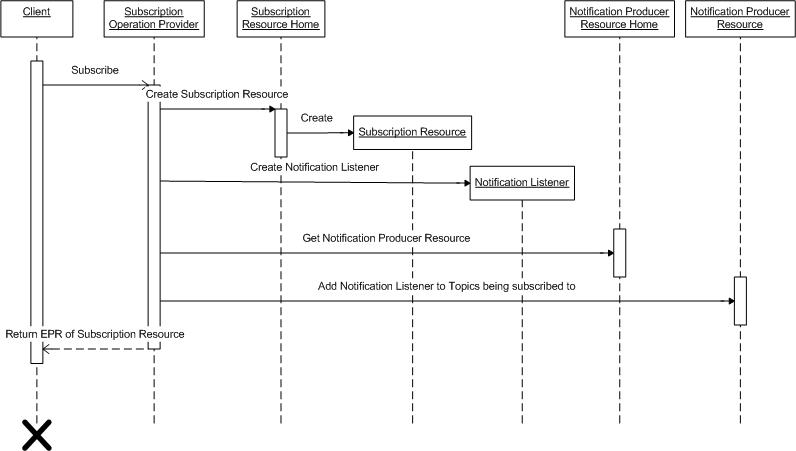 Client
Subscription
Operation Provider
Subscription
Resource Home
Notification Producer
Resource Home
Notification Producer
Resource
Subscribe
Create Subscription Resource
Create
Subscription Resource
Create Notification Listener
Notification Listener
Get Notification Producer Resource
Add Notification Listener to Topics being subscribed to
Return EPR of Subscription Resource